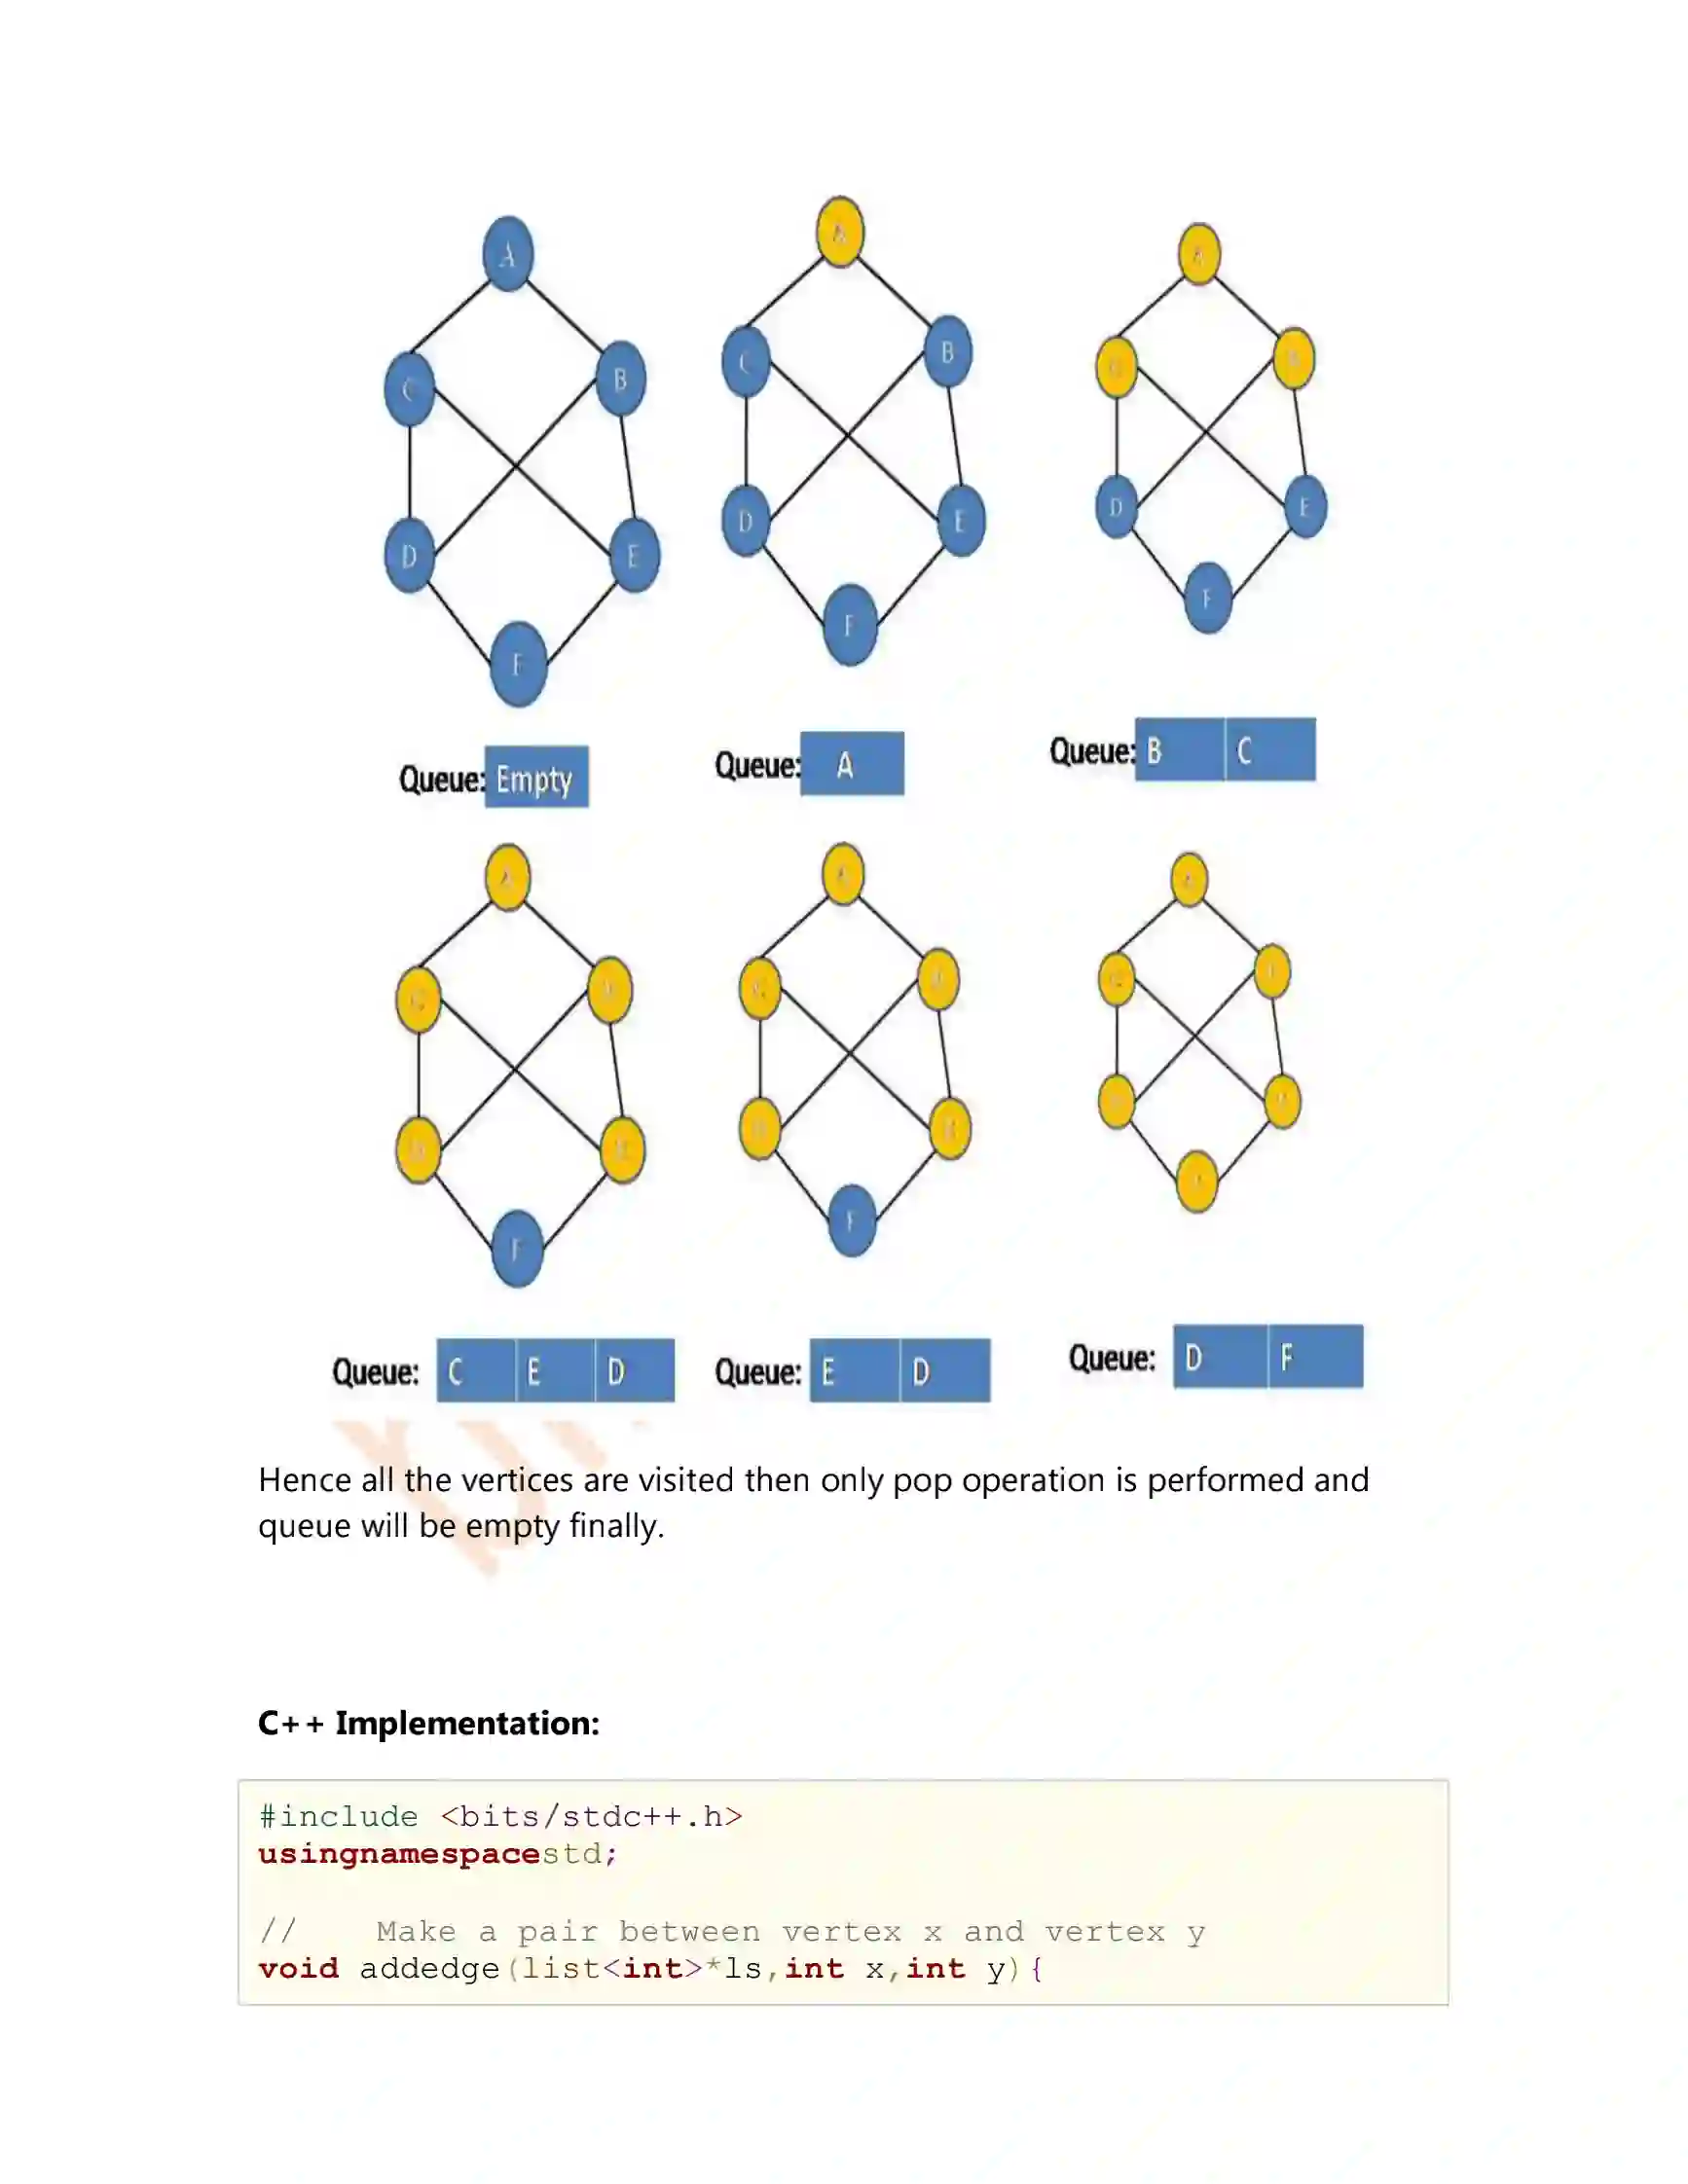 A
C
B
D
E
F
Queue: Empty
A
C
B
D
E
F
Queue: A
A
C
B
D
E
F
Queue: B C
A
F
Queue: C E D
F
Queue: E D
Queue: D F
Hence all the vertices are visited then only pop operation is performed and
queue will be empty finally.
C++ Implementation:
#include <bits/stdc++.h>
usingnamespacestd;
// Make a pair between vertex x and vertex y
void addedge(list<int>*ls,int x,int y){